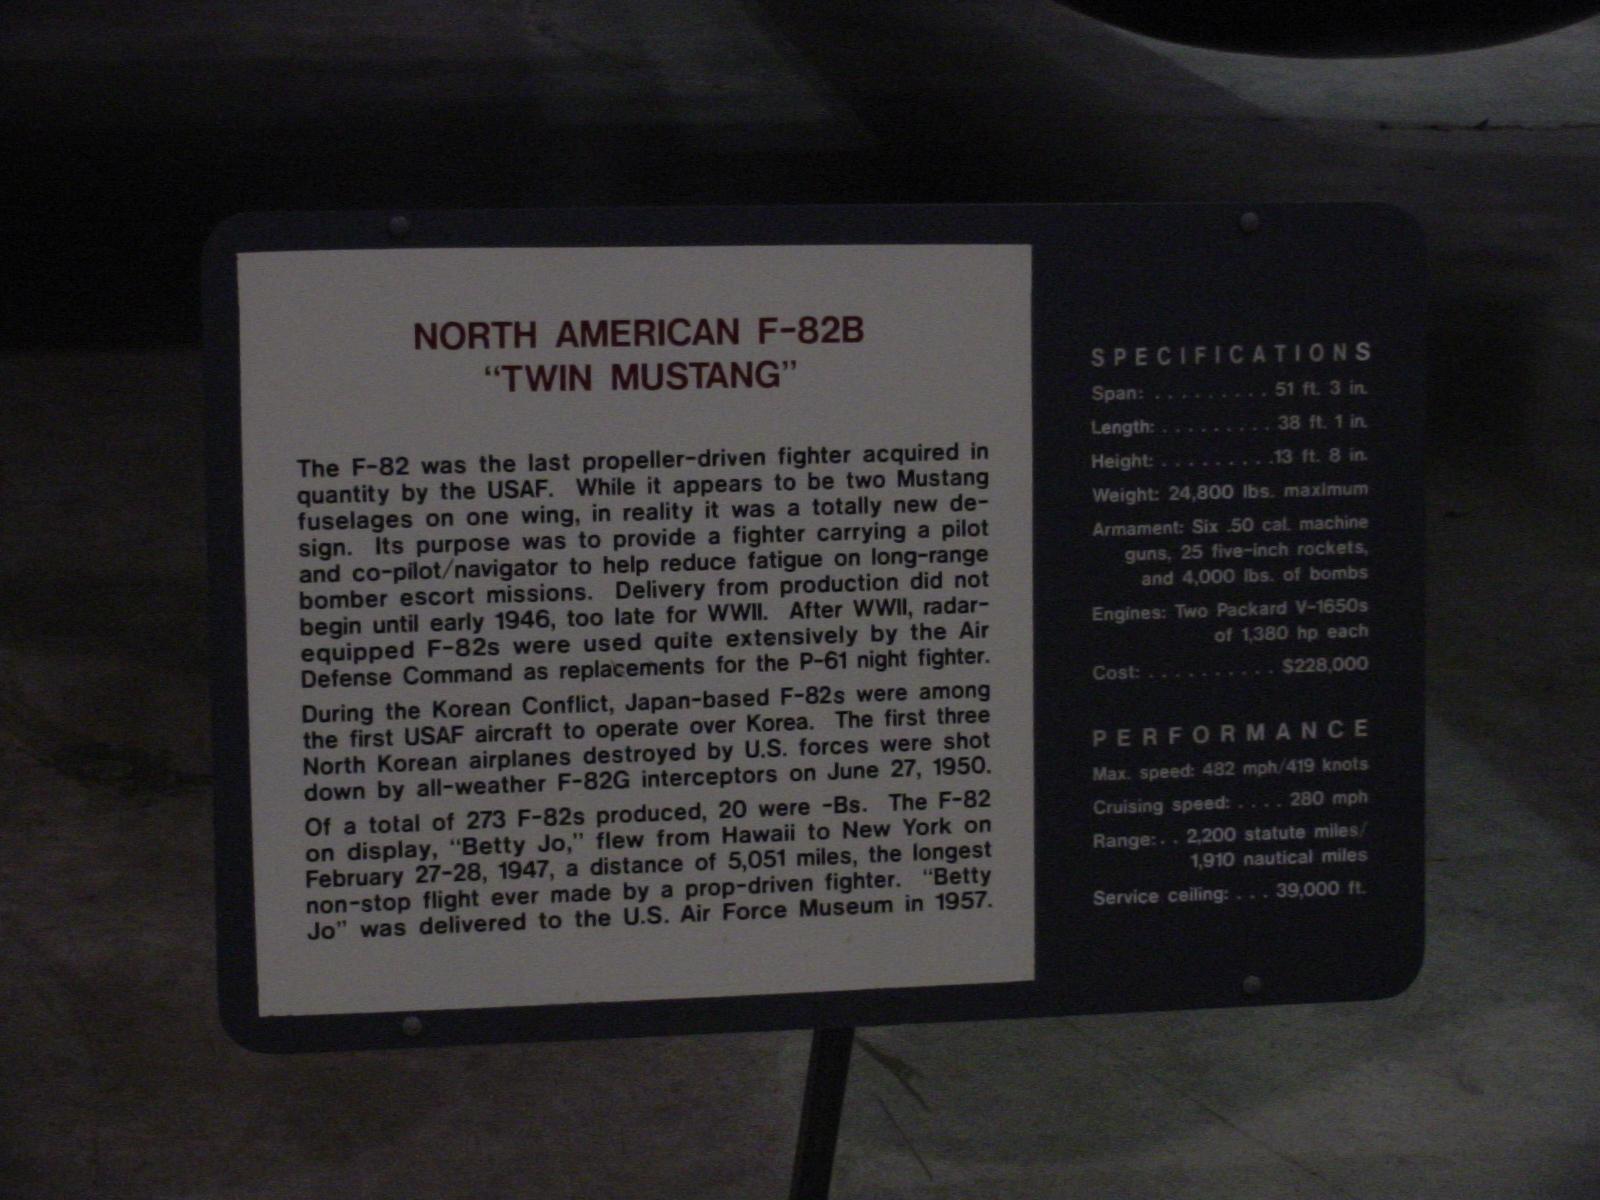 NORTH AMERICAN F-82B
“TWIN MUSTANG”
The F-82 was the last propeller-driven fighter acquired in
quantity by the USAF. While it appears to be two Mustang
fuselages on one wing, in reality it was a totally new de-
sign. Its purpose was to provide a fighter carrying a pilot
and co-pilot/navigator to help reduce fatigue on long-range
bomber escort missions. Delivery from production did not
begin until early 1946, too late for WWII. After WWII, radar-
equipped F-82s were used quite extensively by the Air
Defense Command as replacements for the P-61 night fighter.
During the Korean Conflict, Japan-based F-82s were among
the first USAF aircraft to operate over Korea. The first three
North Korean airplanes destroyed by U.S. forces were shot
down by all-weather F-82G interceptors on June 27, 1950.
Of a total of 273 F-82s produced, 20 were -Bs. The F-82
on display, “Betty Jo,” flew from Hawaii to New York on
February 27-28, 1947, a distance of 5,051 miles, the longest
non-stop flight ever made by a prop-driven fighter. “Betty
Jo” was delivered to the U.S. Air Force Museum in 1957.
SPECIFICATIONS
Span: . . . . . . . . . 51 ft. 3 in.
Length: . . . . . . . . . 38 ft. 1 in.
Height: . . . . . . . . .13 ft. 8 in.
Weight: 24,800 lbs. maximum
Armament: Six .50 cal. machine
guns, 25 five-inch rockets,
and 4,000 lbs. of bombs
Engines: Two Packard V-1650s
of 1,380 hp each
Cost: . . . . . . . . . . $228,000
PERFORMANCE
Max. speed: 482 mph/419 knots
Cruising speed: . . . . 280 mph
Range: . . 2,200 statute miles/
1,910 nautical miles
Service ceiling: . . . 39,000 ft.